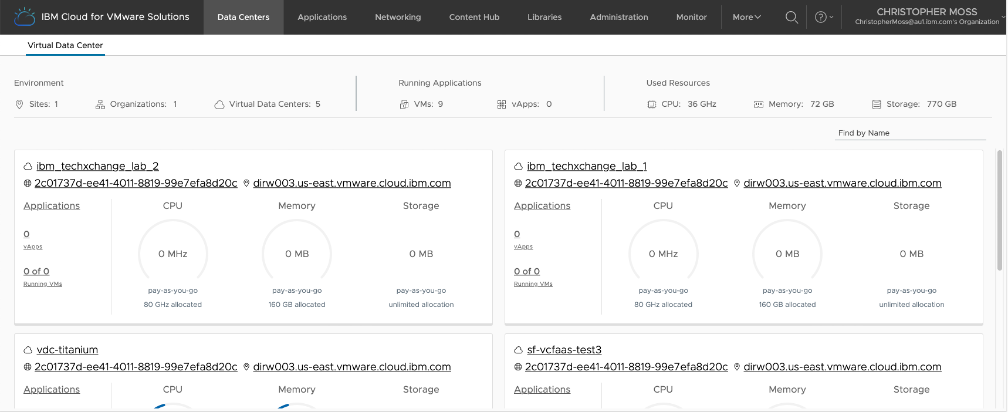 IBM Cloud for VMware Solutions Data Centers Applications Networking Content Hub Libraries Administration Monitor More CHRISTOPHER MOSS
ChristopherMoss@au1.ibm.com's Organization
Virtual Data Center
Environment Running Applications Used Resources
Sites: 1 Organizations: 1 Virtual Data Centers: 5 VMs: 9 vApps: 0 CPU: 36 GHz Memory: 72 GB Storage: 770 GB
Find by Name
ibm_techxchange_lab_2
2c01737d-ee41-4011-8819-99e7efa8d20c dirw003.us-east.vmware.cloud.ibm.com
Applications CPU Memory Storage
0
vApps
0 MHz 0 MB 0 MB
0 of 0
Running VMs
pay-as-you-go pay-as-you-go pay-as-you-go
80 GHz allocated 160 GB allocated unlimited allocation
ibm_techxchange_lab_1
2c01737d-ee41-4011-8819-99e7efa8d20c dirw003.us-east.vmware.cloud.ibm.com
Applications CPU Memory Storage
0
vApps
0 MHz 0 MB 0 MB
0 of 0
Running VMs
pay-as-you-go pay-as-you-go pay-as-you-go
80 GHz allocated 160 GB allocated unlimited allocation
vdc-titanium
2c01737d-ee41-4011-8819-99e7efa8d20c dirw003.us-east.vmware.cloud.ibm.com
Applications CPU Memory Storage
sf-vcfaas-test3
2c01737d-ee41-4011-8819-99e7efa8d20c dirw003.us-east.vmware.cloud.ibm.com
Applications CPU Memory Storage